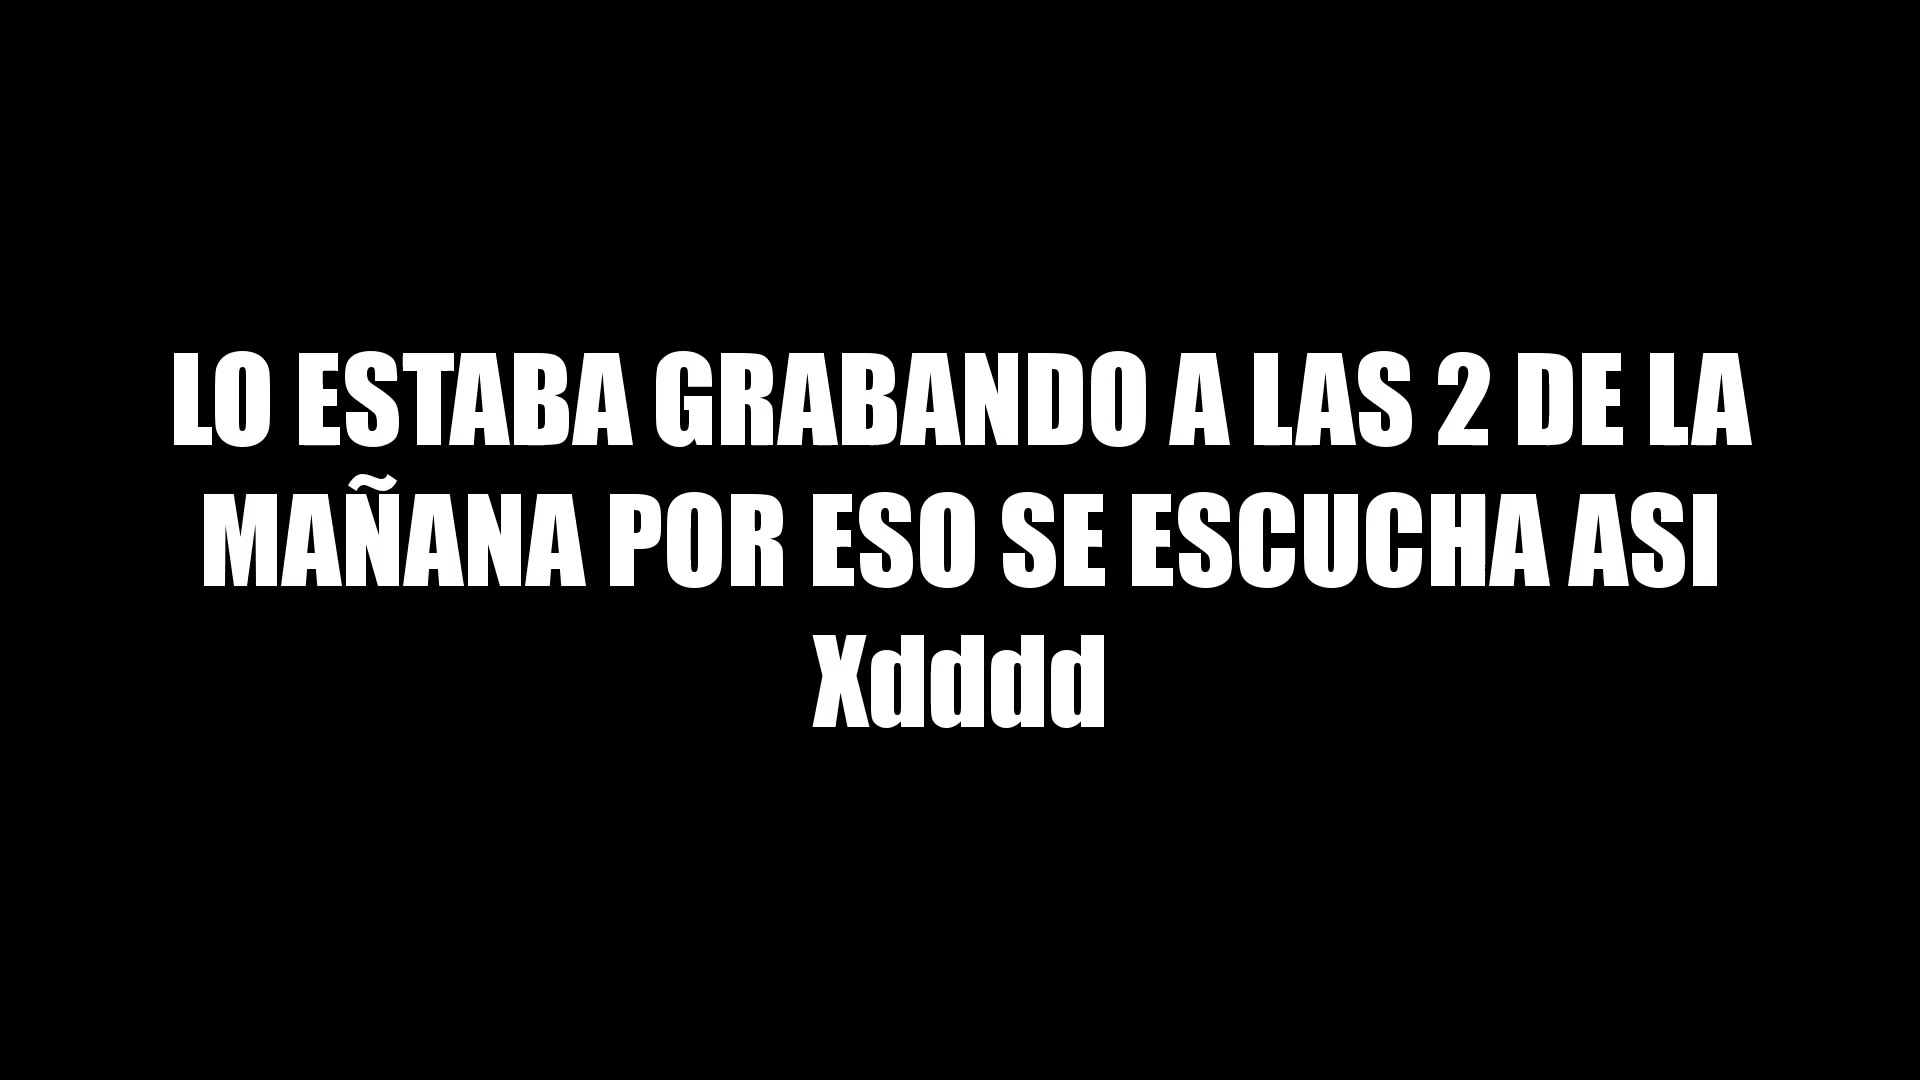 LO ESTABA GRABANDO A LAS 2 DE LA
MAÑANA POR ESO SE ESCUCHA ASI
Xdddd